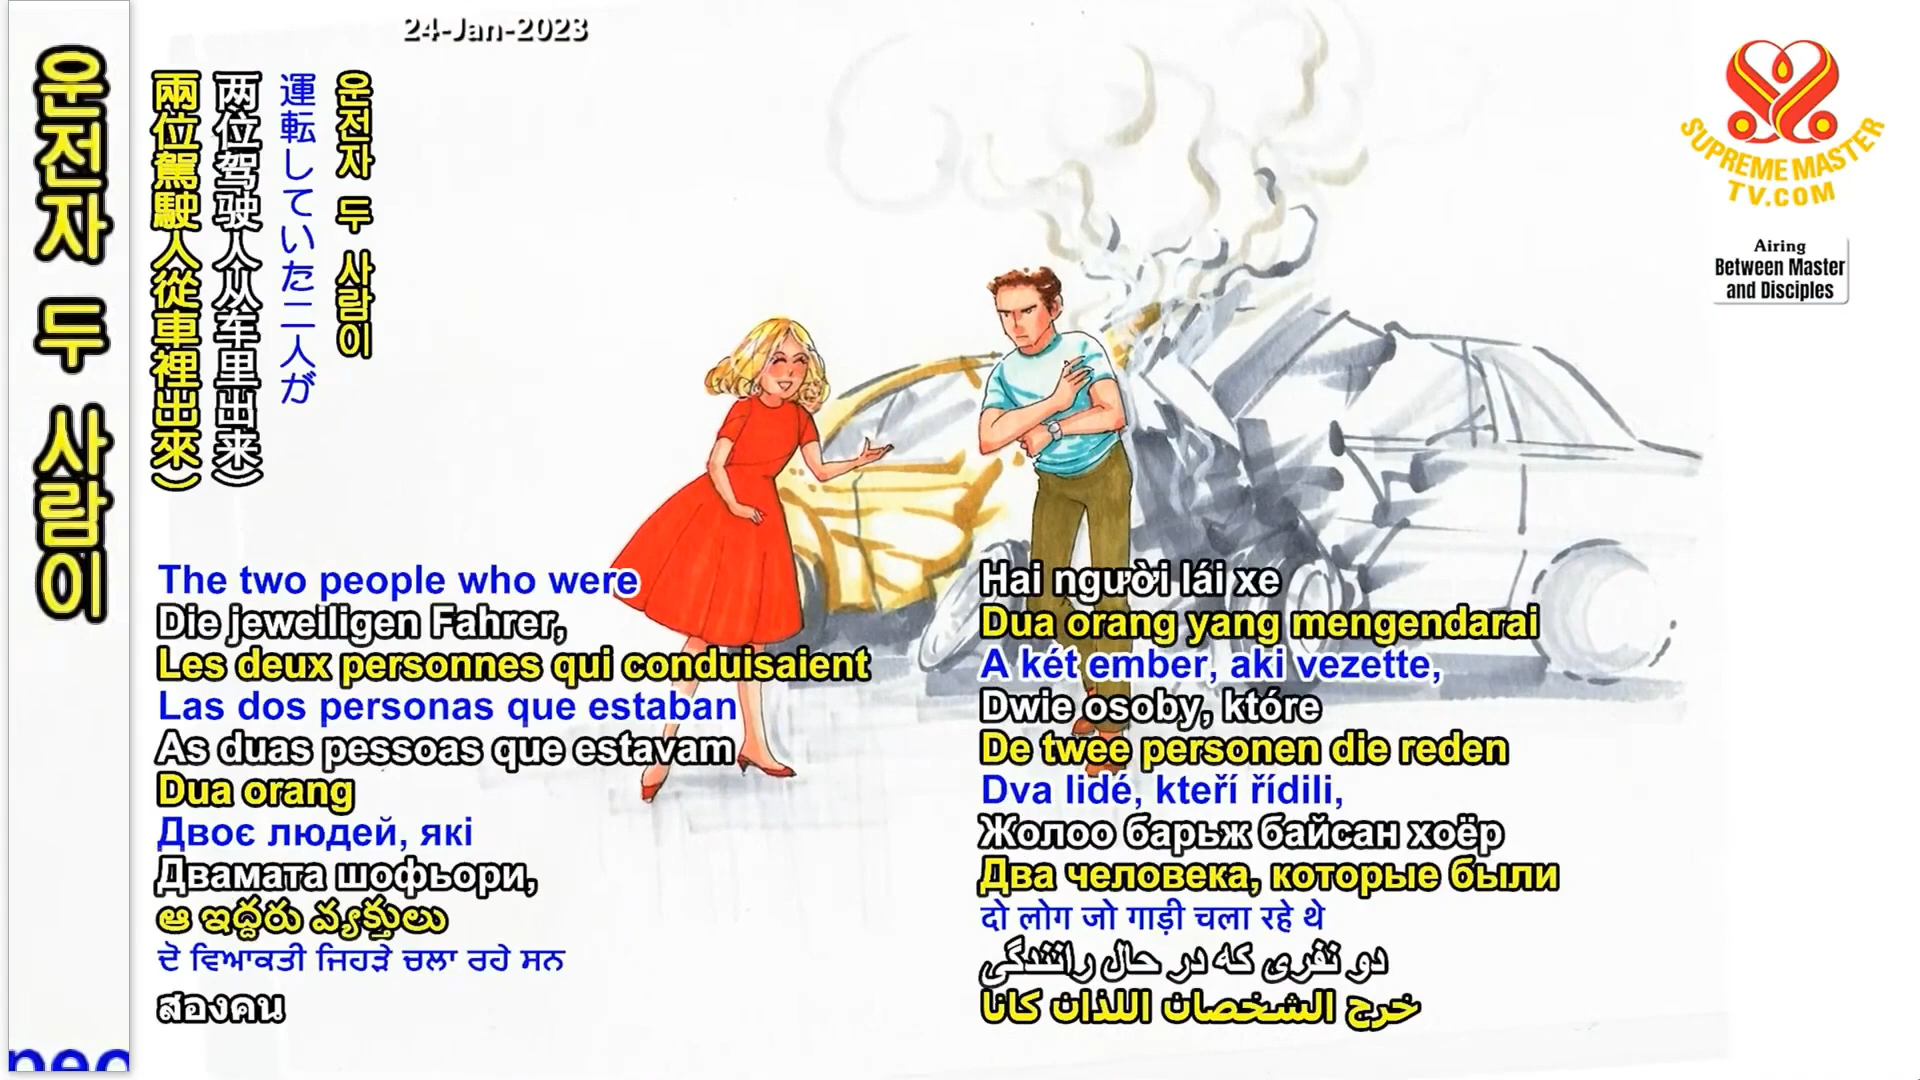 24-Jan-2023
운전자 두 사람이
兩位駕駛人從車裡出來）
两位驾驶人从车里出来）
運転していた二人が
운전자 두 사람이
SUPREME MASTER
TV.COM
Airing
Between Master
and Disciples
The two people who were
Die jeweiligen Fahrer,
Les deux personnes qui conduisaient
Las dos personas que estaban
As duas pessoas que estavam
Dua orang
Двоє людей, які
Двамата шофьори,
ఆ ఇద్దరు వ్యక్తులు
ਦੋ ਵਿਅਕਤੀ ਜਿਹੜੇ ਚਲਾ ਰਹੇ ਸਨ
สองคน
Hai người lái xe
Dua orang yang mengendarai
A két ember, aki vezette,
Dwie osoby, które
De twee personen die reden
Dva lidé, kteří řídili,
Жолоо барьж байсан хоёр
Два человека, которые были
दो लोग जो गाड़ी चला रहे थे
دو نفری که در حال رانندگی
خرج الشخصان اللذان كانا